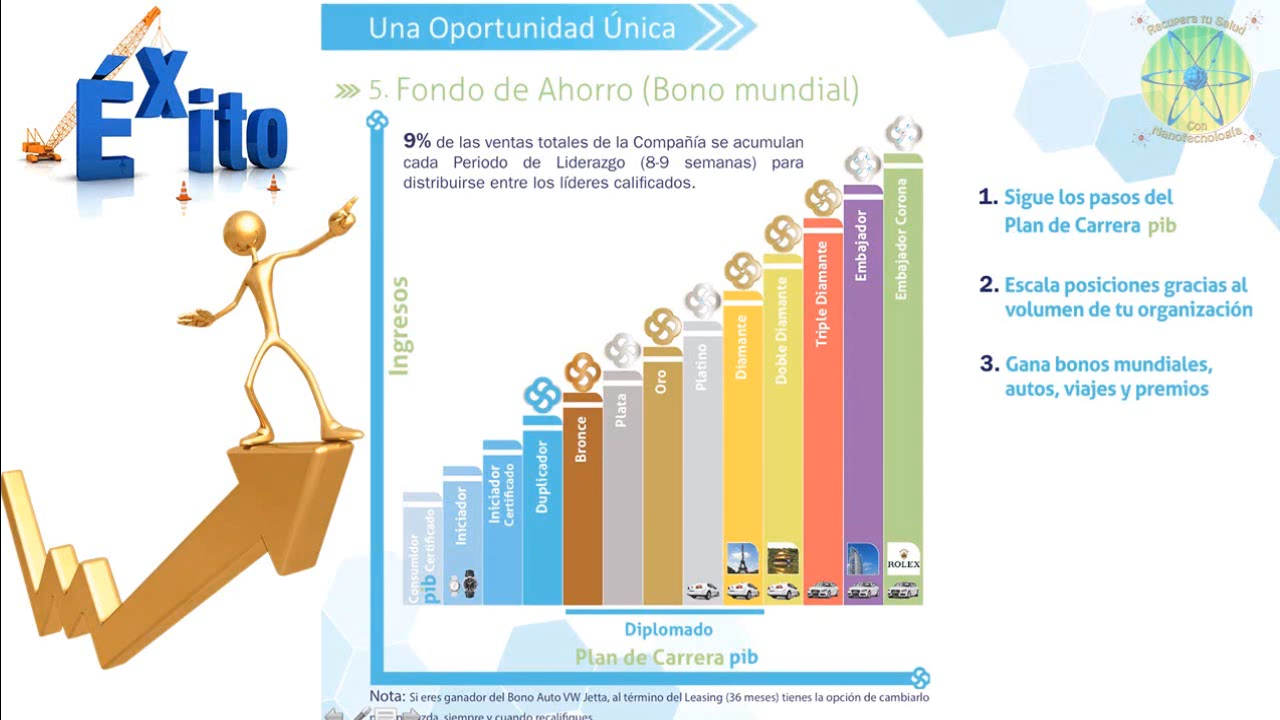 Éxito
Una Oportunidad Única
Recupera tu Salud
Con
Nanotecnología
5. Fondo de Ahorro (Bono mundial)
9% de las ventas totales de la Compañía se acumulan
cada Periodo de Liderazgo (8-9 semanas) para
distribuirse entre los líderes calificados.
Ingresos
Consumidor
pib Certificado
Iniciador
Iniciador
Certificado
Duplicador
Bronce
Plata
Oro
Platino
Diamante
Doble Diamante
Triple Diamante
Embajador
Embajador Corona
ROLEX
Diplomado
Plan de Carrera pib
Nota: Si eres ganador del Bono Auto VW Jetta, al término del Leasing (36 meses) tienes la opción de cambiarlo
siempre y cuando recalifiques.
1. Sigue los pasos del
Plan de Carrera pib
2. Escala posiciones gracias al
volumen de tu organización
3. Gana bonos mundiales,
autos, viajes y premios